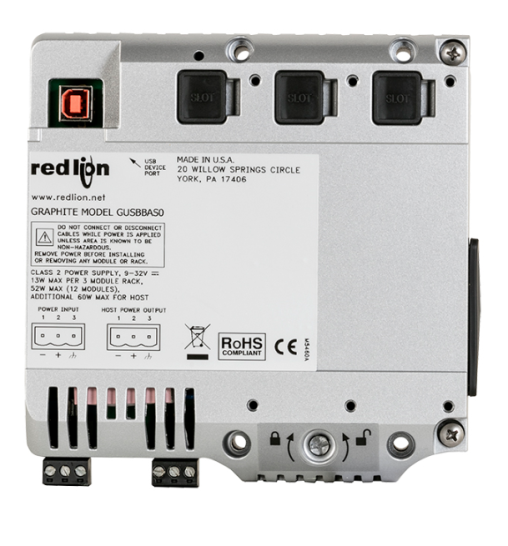 SLOT SLOT SLOT
red lion
USB
DEVICE
PORT
MADE IN U.S.A.
20 WILLOW SPRINGS CIRCLE
YORK, PA 17406
www.redlion.net
GRAPHITE MODEL GUSBBAS0
DO NOT CONNECT OR DISCONNECT
CABLES WHILE POWER IS APPLIED
UNLESS AREA IS KNOWN TO BE
NON-HAZARDOUS.
REMOVE POWER BEFORE INSTALLING
OR REMOVING ANY MODULE OR RACK.
CLASS 2 POWER SUPPLY, 9-32V
13W MAX PER 3 MODULE RACK,
52W MAX (12 MODULES),
ADDITIONAL 60W MAX FOR HOST
POWER INPUT
1 2 3
- +
HOST POWER OUTPUT
1 2 3
- +
RoHS
COMPLIANT
CE